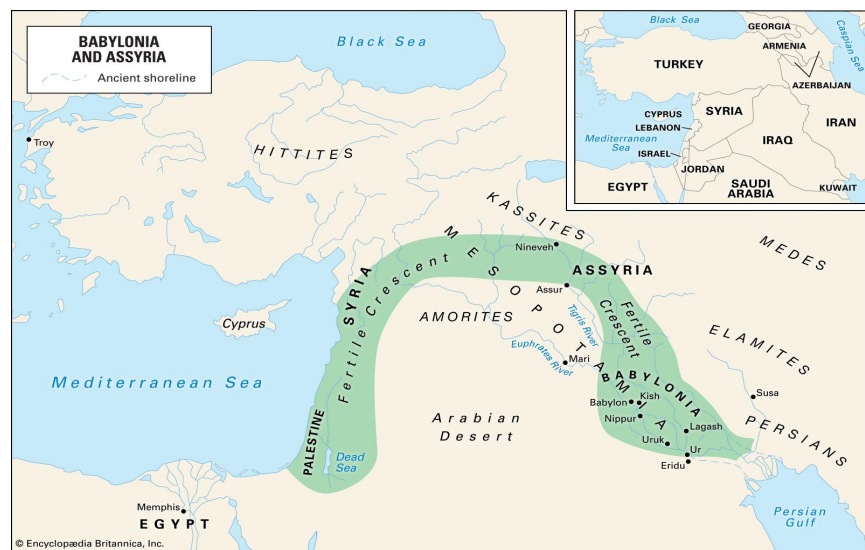 BABYLONIA
AND ASSYRIA
Ancient shoreline
Black Sea
Troy
HITTITES
KASSITES
MESOPOTAMIA
Nineveh
ASSYRIA
Assur
MEDES
SYRIA
Fertile Crescent
Fertile
Crescent
Cyprus
AMORITES
Tigris River
Euphrates River
Mari
ELAMITES
Mediterranean Sea
BABYLONIA
Babylon
Kish
Nippur
Susa
Lagash
PERSIANS
Uruk
Ur
Eridu
Arabian
Desert
PALESTINE
Dead
Sea
Memphis
EGYPT
Persian
Gulf
© Encyclopædia Britannica, Inc.
Black Sea
GEORGIA
Caspian Sea
ARMENIA
TURKEY
AZERBAIJAN
CYPRUS
SYRIA
IRAN
LEBANON
Mediterranean
Sea
IRAQ
ISRAEL
JORDAN
EGYPT
SAUDI
ARABIA
KUWAIT